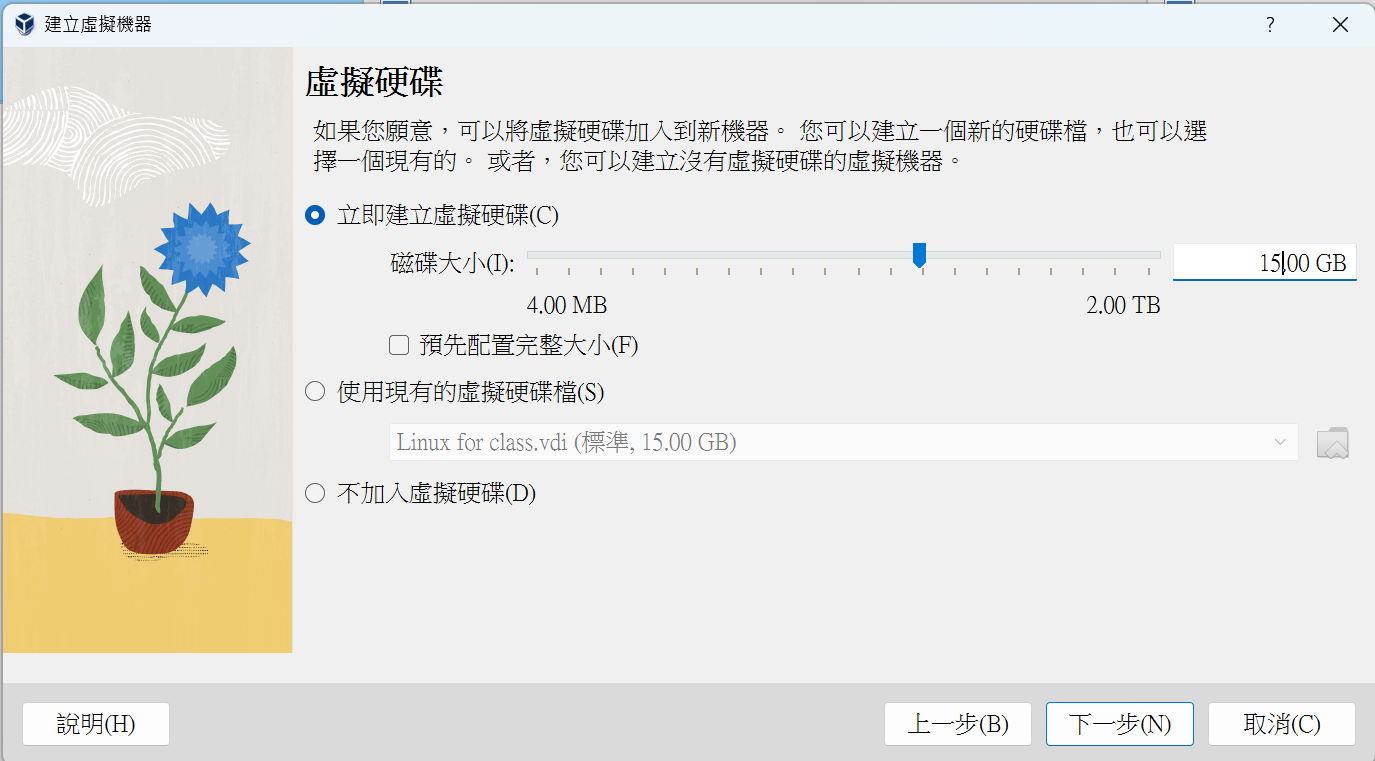 建立虛擬機器
?
虛擬硬碟
如果您願意，可以將虛擬硬碟加入到新機器。 您可以建立一個新的硬碟檔，也可以選
擇一個現有的。 或者，您可以建立沒有虛擬硬碟的虛擬機器。
立即建立虛擬硬碟(C)
磁碟大小(I): 15.00 GB
4.00 MB 2.00 TB
預先配置完整大小(F)
使用現有的虛擬硬碟檔(S)
Linux for class.vdi (標準, 15.00 GB)
不加入虛擬硬碟(D)
說明(H) 上一步(B) 下一步(N) 取消(C)